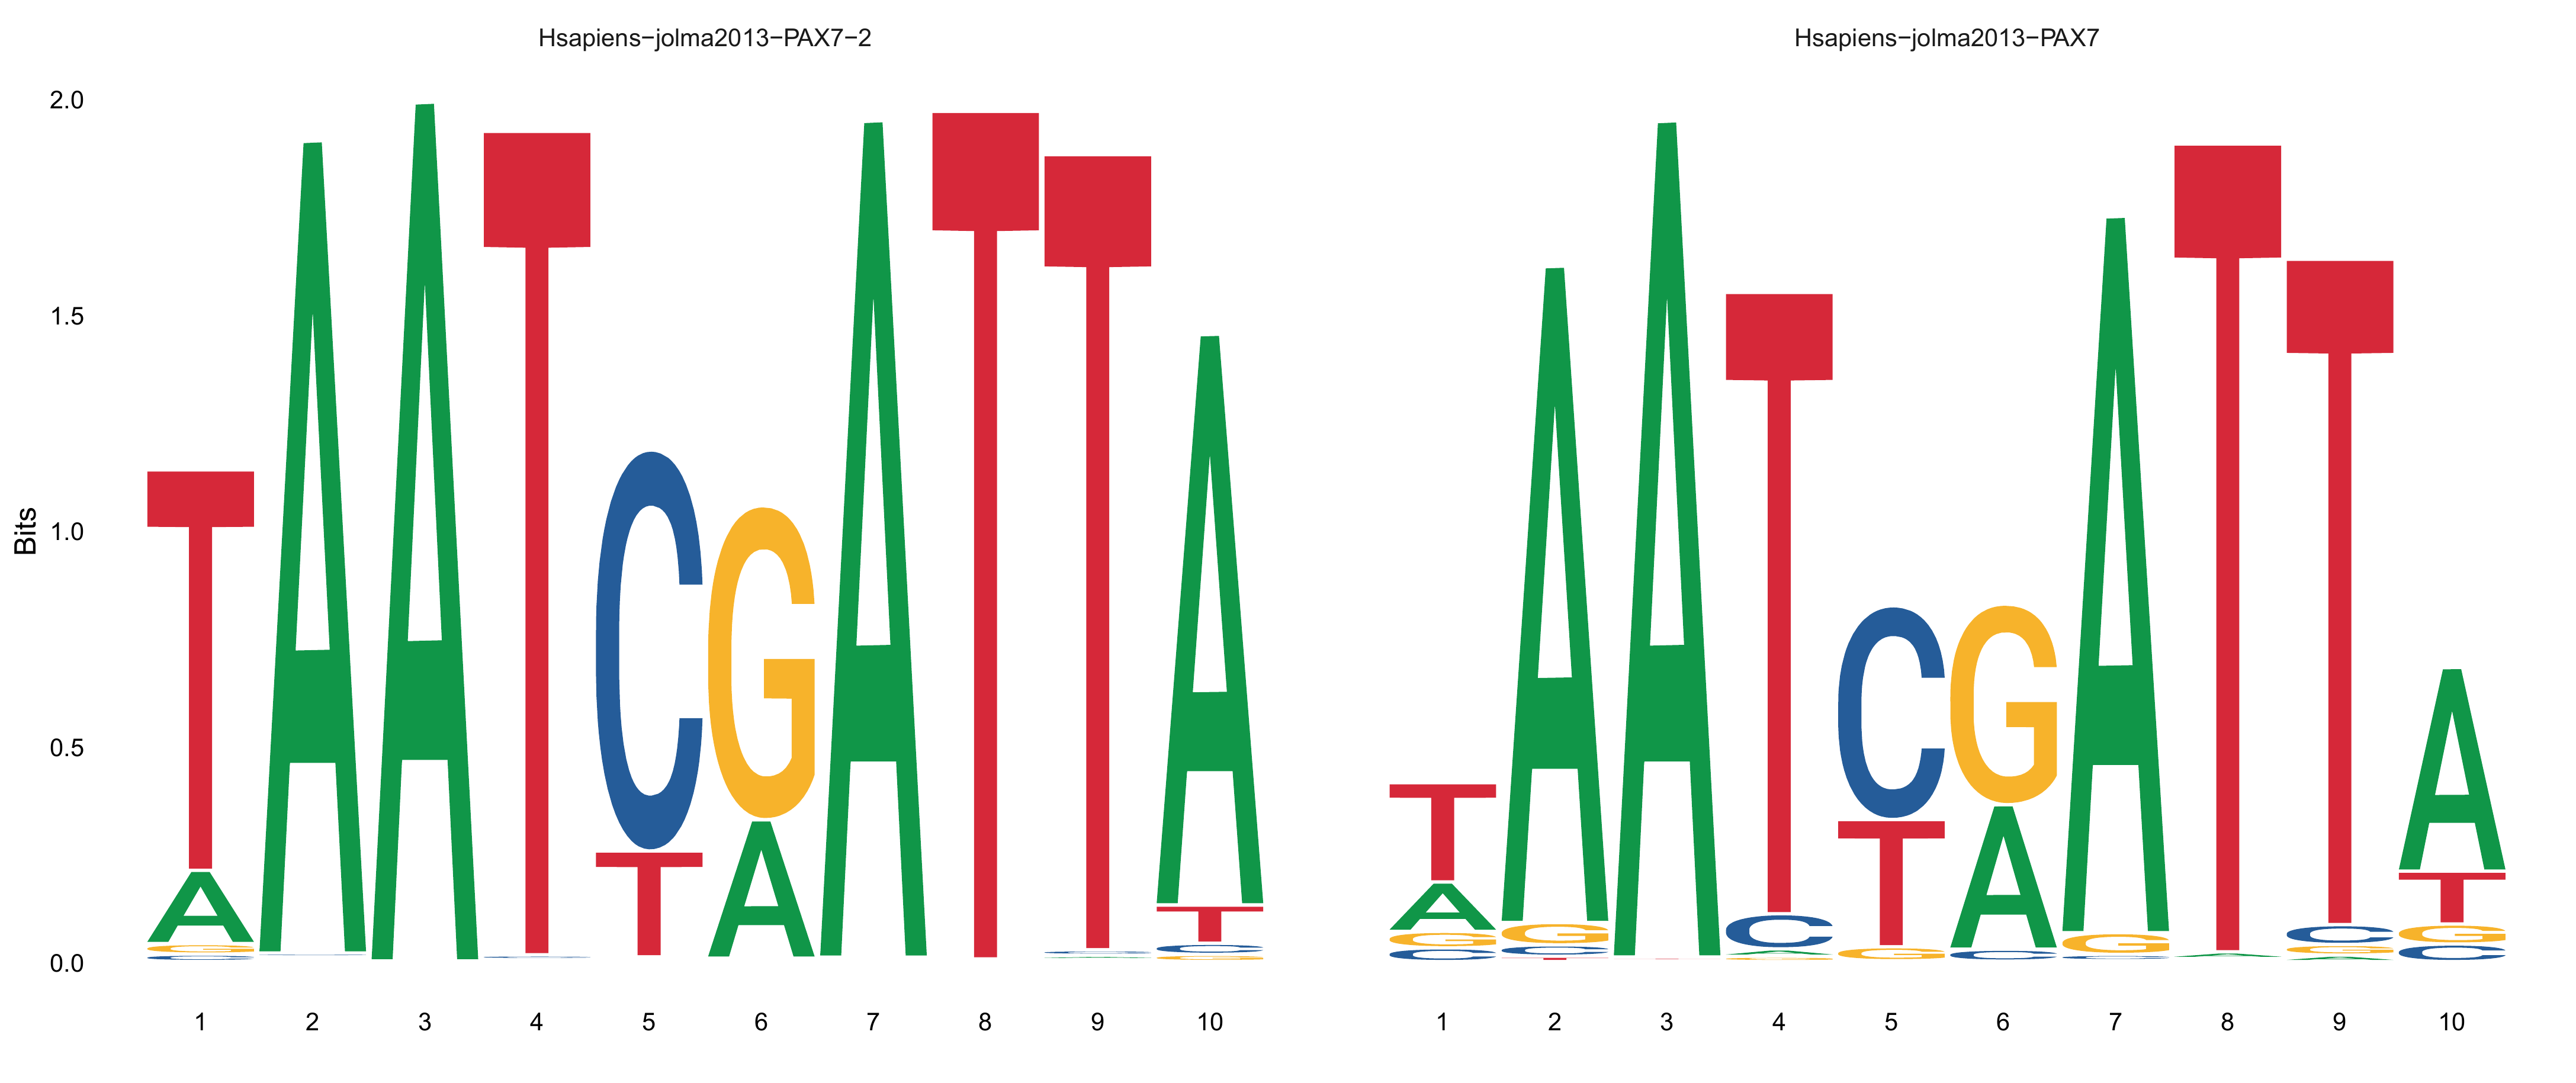 Hsapiens−jolma2013−PAX7−2
Hsapiens−jolma2013−PAX7
2.0
1.5
1.0
0.5
0.0
Bits
T A A T C G A T T A
A T A T
T A A T C G A T T A
A G G C T A G C T
1 2 3 4 5 6 7 8 9 10
1 2 3 4 5 6 7 8 9 10